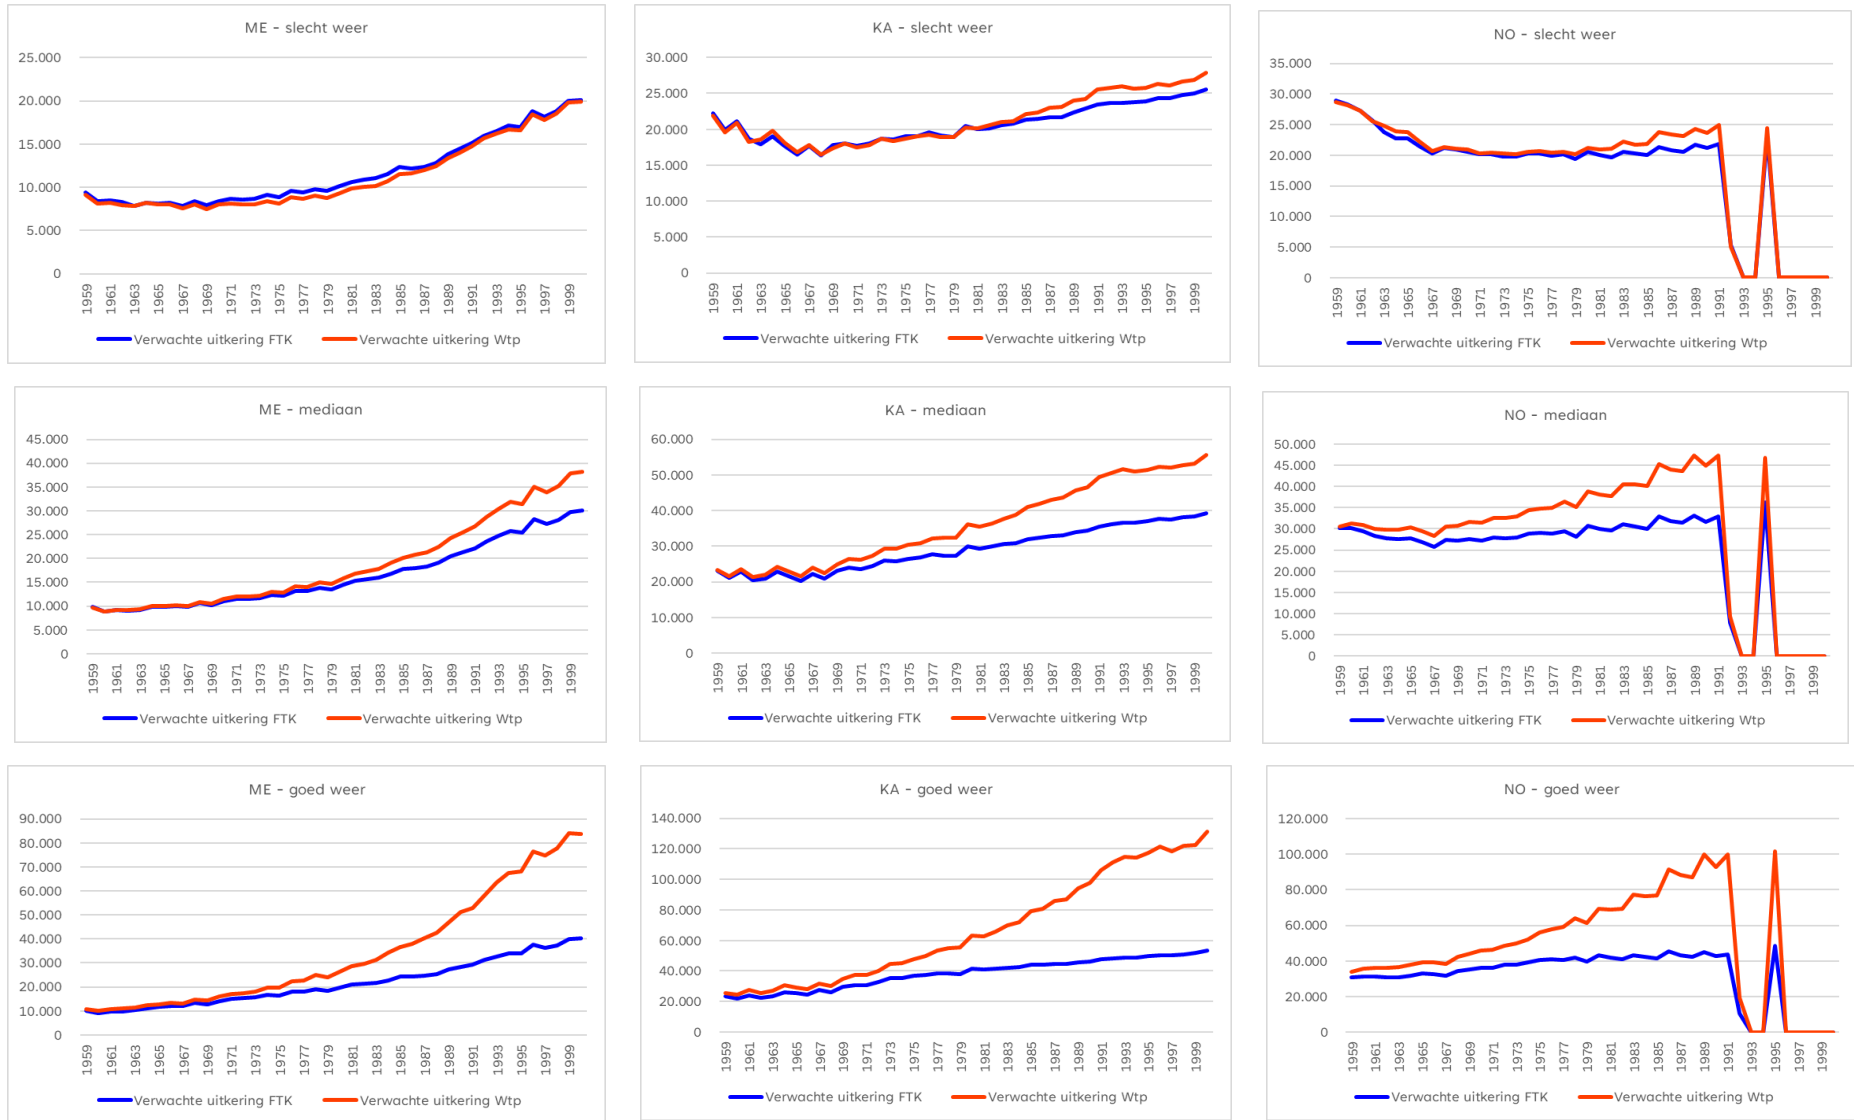 ME - slecht weer
25.000
20.000
15.000
10.000
5.000
0
1959 1961 1963 1965 1967 1969 1971 1973 1975 1977 1979 1981 1983 1985 1987 1989 1991 1993 1995 1997 1999
Verwachte uitkering FTK Verwachte uitkering Wtp
KA - slecht weer
30.000
25.000
20.000
15.000
10.000
5.000
0
1959 1961 1963 1965 1967 1969 1971 1973 1975 1977 1979 1981 1983 1985 1987 1989 1991 1993 1995 1997 1999
Verwachte uitkering FTK Verwachte uitkering Wtp
NO - slecht weer
35.000
30.000
25.000
20.000
15.000
10.000
5.000
0
1959 1961 1963 1965 1967 1969 1971 1973 1975 1977 1979 1981 1983 1985 1987 1989 1991 1993 1995 1997 1999
Verwachte uitkering FTK Verwachte uitkering Wtp
ME - mediaan
45.000
40.000
35.000
30.000
25.000
20.000
15.000
10.000
5.000
0
1959 1961 1963 1965 1967 1969 1971 1973 1975 1977 1979 1981 1983 1985 1987 1989 1991 1993 1995 1997 1999
Verwachte uitkering FTK Verwachte uitkering Wtp
KA - mediaan
60.000
50.000
40.000
30.000
20.000
10.000
0
1959 1961 1963 1965 1967 1969 1971 1973 1975 1977 1979 1981 1983 1985 1987 1989 1991 1993 1995 1997 1999
Verwachte uitkering FTK Verwachte uitkering Wtp
NO - mediaan
50.000
45.000
40.000
35.000
30.000
25.000
20.000
15.000
10.000
5.000
0
1959 1961 1963 1965 1967 1969 1971 1973 1975 1977 1979 1981 1983 1985 1987 1989 1991 1993 1995 1997 1999
Verwachte uitkering FTK Verwachte uitkering Wtp
ME - goed weer
90.000
80.000
70.000
60.000
50.000
40.000
30.000
20.000
10.000
0
1959 1961 1963 1965 1967 1969 1971 1973 1975 1977 1979 1981 1983 1985 1987 1989 1991 1993 1995 1997 1999
Verwachte uitkering FTK Verwachte uitkering Wtp
KA - goed weer
140.000
120.000
100.000
80.000
60.000
40.000
20.000
0
1959 1961 1963 1965 1967 1969 1971 1973 1975 1977 1979 1981 1983 1985 1987 1989 1991 1993 1995 1997 1999
Verwachte uitkering FTK Verwachte uitkering Wtp
NO - goed weer
120.000
100.000
80.000
60.000
40.000
20.000
0
1959 1961 1963 1965 1967 1969 1971 1973 1975 1977 1979 1981 1983 1985 1987 1989 1991 1993 1995 1997 1999
Verwachte uitkering FTK Verwachte uitkering Wtp